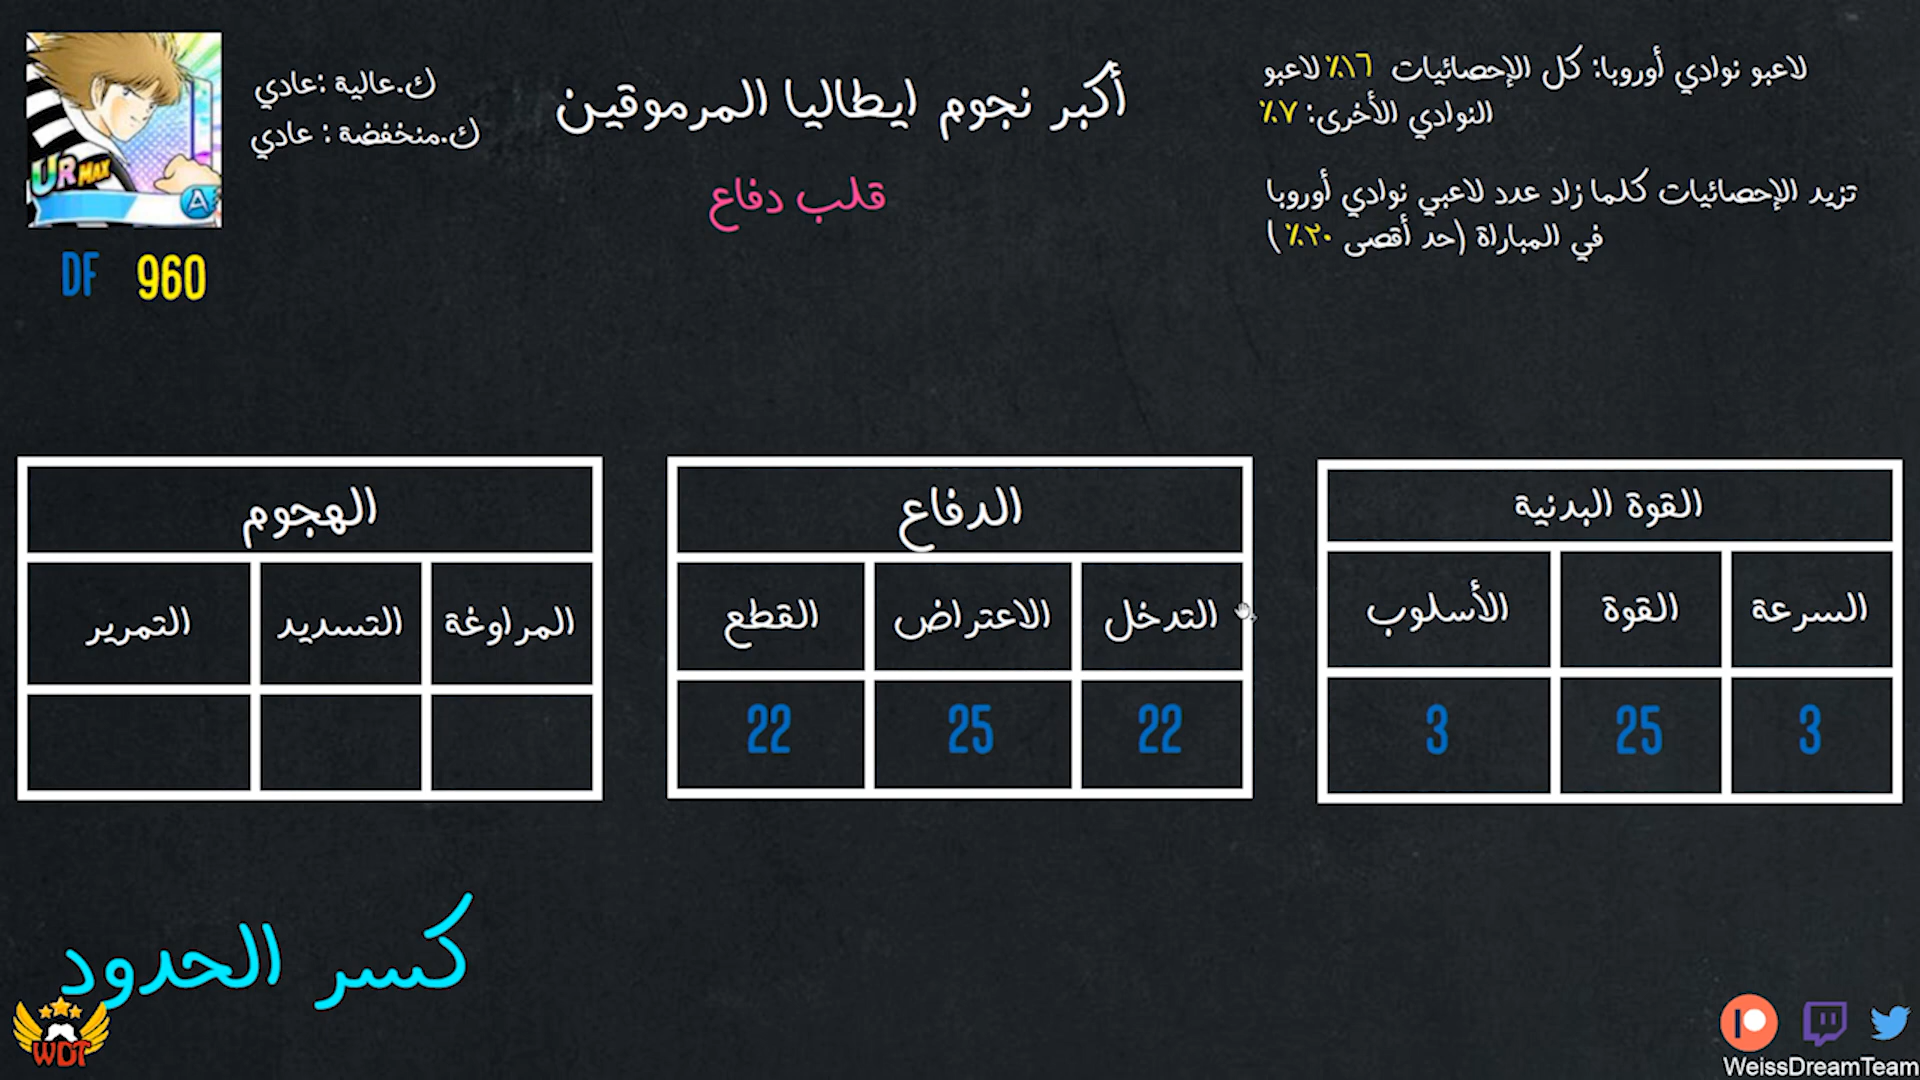 لاعبو نوادي أوروبا: كل الإحصائيات ١٦٪ لاعبو
النوادي الأخرى: ٧٪
تزيد الإحصائيات كلما زاد عدد لاعبي نوادي أوروبا
في المباراة (حد أقصى ٢٠٪)
أكبر نجوم ايطاليا المرموقين
قلب دفاع
ك.عالية :عادي
ك.منخفضة : عادي
UR MAX
A
DF 960
القوة البدنية
السرعة القوة الأسلوب
3 25 3
الدفاع
التدخل الاعتراض القطع
22 25 22
الهجوم
المراوغة التسديد التمرير
كسر الحدود
WDT
WeissDreamTeam